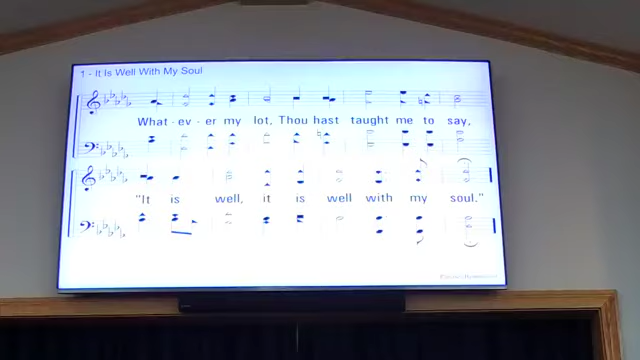 1 - It Is Well With My Soul
What - ev - er my lot, Thou hast taught me to say,
"It is well, it is well with my soul."